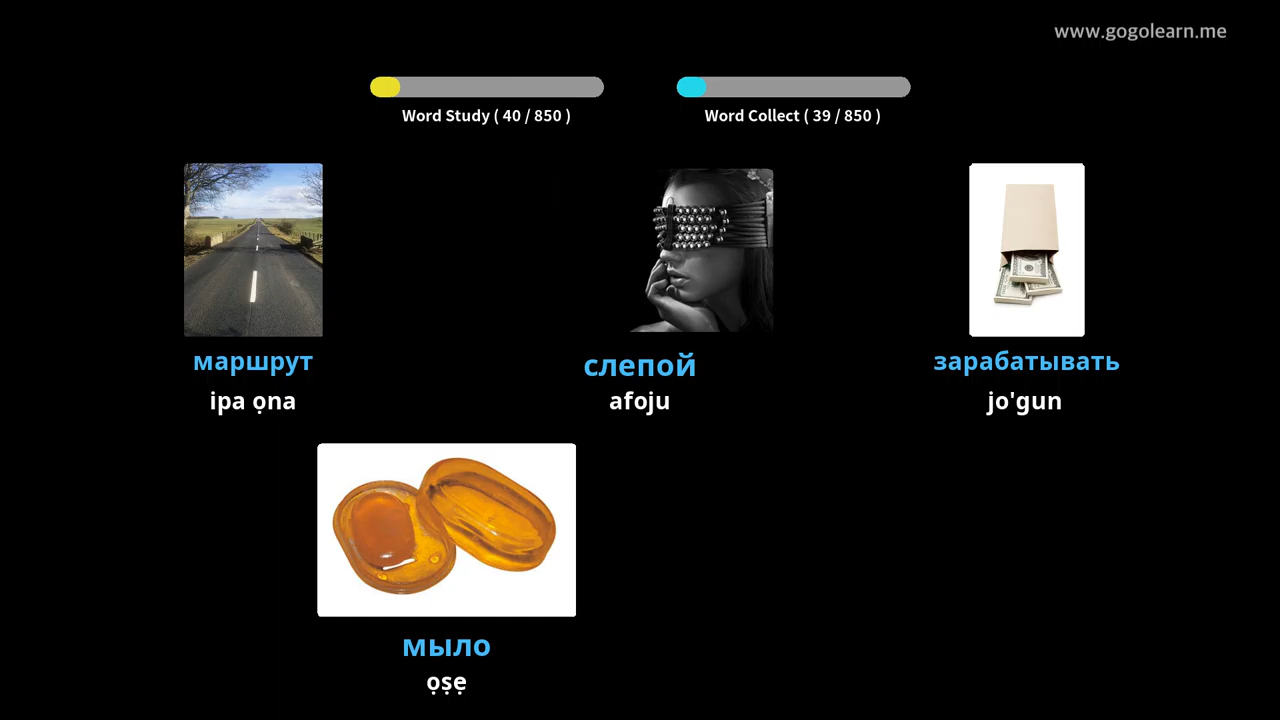 www.gogolearn.me
Word Study ( 40 / 850 )
Word Collect ( 39 / 850 )
маршрут
ipa ọna
слепой
afoju
зарабатывать
jo'gun
мыло
ọṣẹ